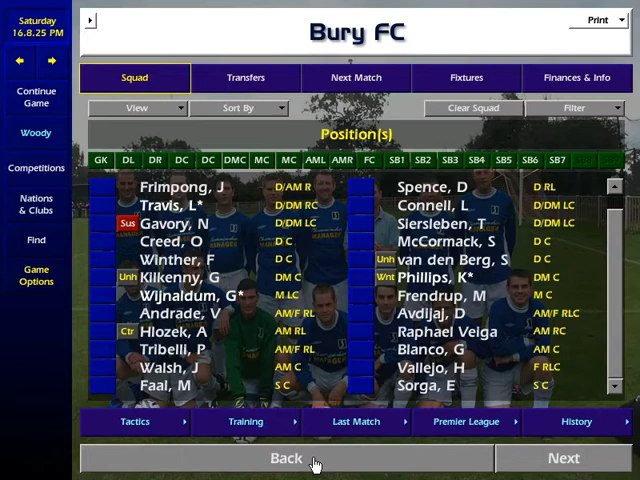 Saturday
16.8.25 PM
Bury FC
Print
Continue
Game
Woody
Competitions
Nations
& Clubs
Find
Game
Options
Squad
Transfers
Next Match
Fixtures
Finances & Info
View
Sort By
Clear Squad
Filter
Position(s)
GK DL DR DC DC DMC MC MC AML AMR FC SB1 SB2 SB3 SB4 SB5 SB6 SB7
Frimpong, J D/AM R Spence, D D RL
Travis, L* D/DM RC Connell, L D/DM LC
Sus Gavory, N D/DM LC Siersleben, T D/DM LC
Creed, O D C McCormack, S D C
Winther, F D C Unh van den Berg, S D C
Unh Kilkenny, G DM C Wnt Phillips, K* DM C
Wijnaldum, G* M LC Frendrup, M M C
Andrade, V AM/F RL Avdijaj, D AM/F RLC
Ctr Hlozek, A AM RL Raphael Veiga AM RC
Tribelli, P AM/F RL Blanco, G AM C
Walsh, J AM C Vallejo, H F RLC
Faal, M S C Sorga, E S C
Tactics
Training
Last Match
Premier League
History
Back
Next